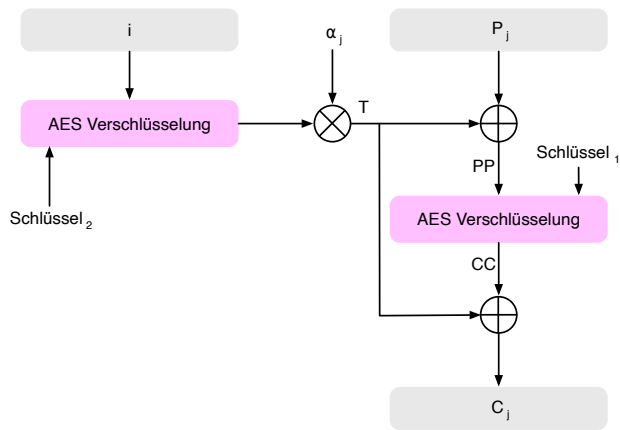 i
α j
P j
AES Verschlüsselung
T
Schlüssel 1
PP
Schlüssel 2
AES Verschlüsselung
CC
C j